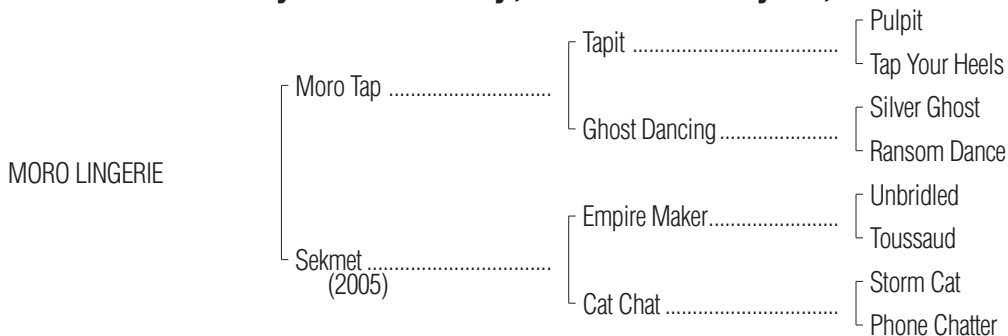 Pulpit
Tapit
Tap Your Heels
Moro Tap
Silver Ghost
Ghost Dancing
Ransom Dance
MORO LINGERIE
Unbridled
Empire Maker
Toussaud
Sekmet
(2005)
Storm Cat
Cat Chat
Phone Chatter